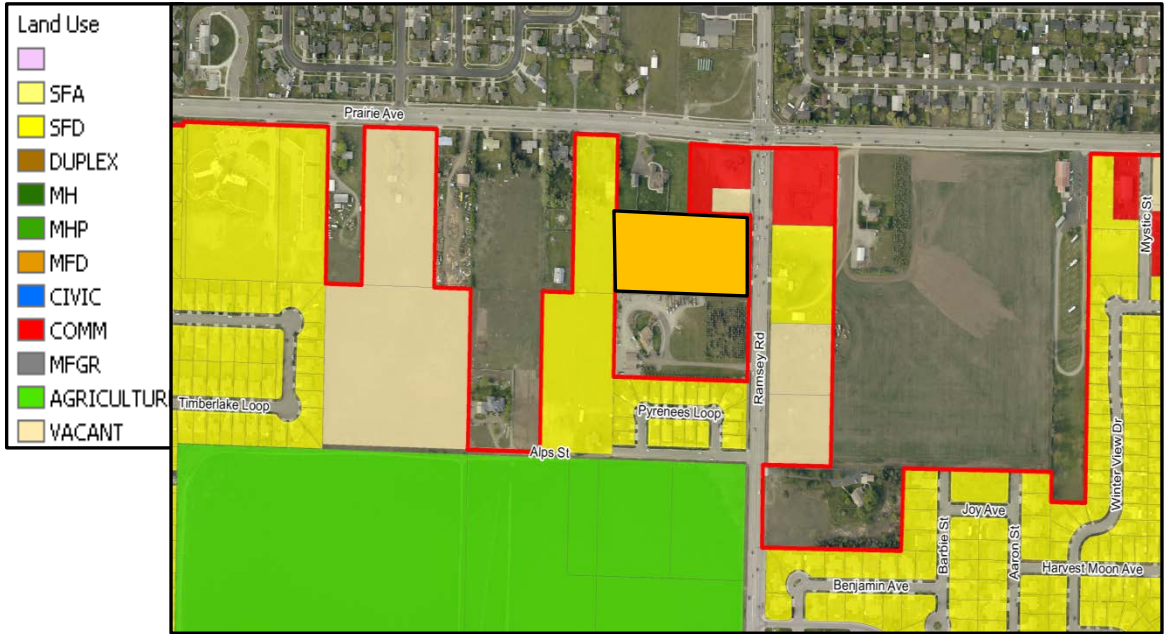 Land Use
SFA
SFD
DUPLEX
MH
MHP
MFD
CIVIC
COMM
MFGR
AGRICULTUR
VACANT
Prairie Ave
Mystic St
Ramsey Rd
Timberlake Loop
Pyrenees Loop
Alps St
Winter View Dr
Joy Ave
Barbie St
Aaron St
Harvest Moon Ave
Benjamin Ave